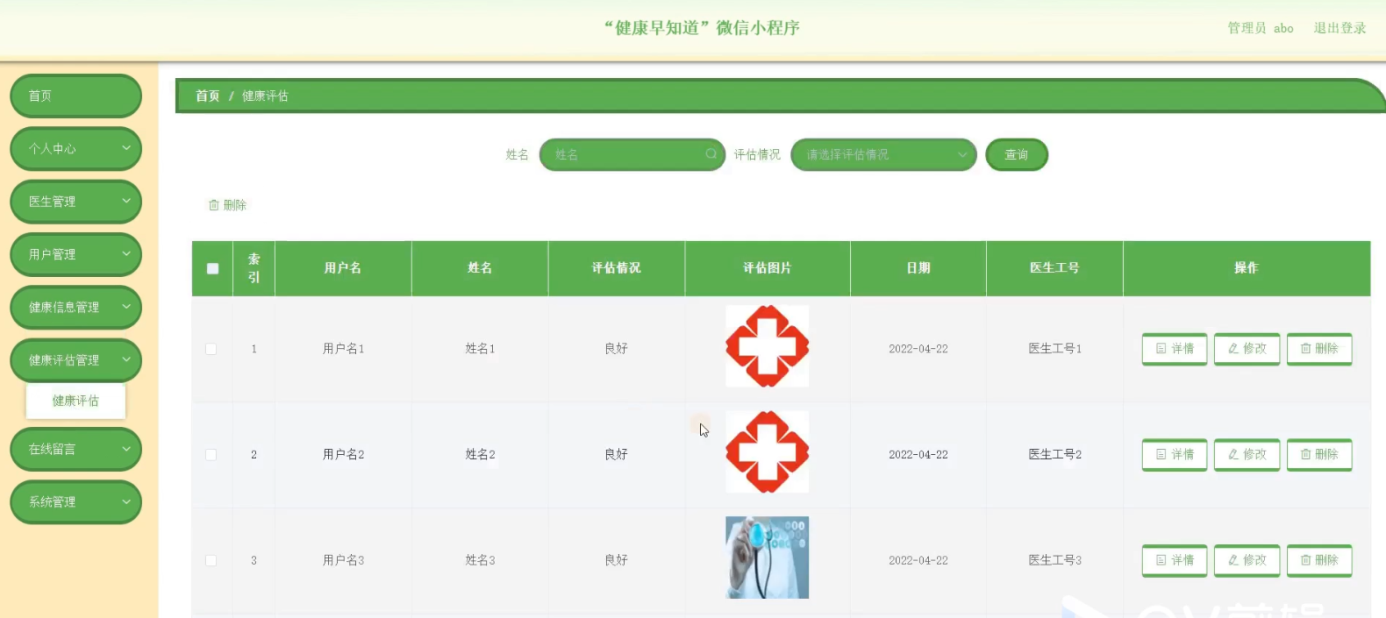 “健康早知道”微信小程序
管理员 abo 退出登录
首页
个人中心
医生管理
用户管理
健康信息管理
健康评估管理
健康评估
在线留言
系统管理
首页 / 健康评估
姓名 姓名 评估情况 请选择评估情况 查询
删除
索引 用户名 姓名 评估情况 评估图片 日期 医生工号 操作
1 用户名1 姓名1 良好 2022-04-22 医生工号1 详情 修改 删除
2 用户名2 姓名2 良好 2022-04-22 医生工号2 详情 修改 删除
3 用户名3 姓名3 良好 2022-04-22 医生工号3 详情 修改 删除